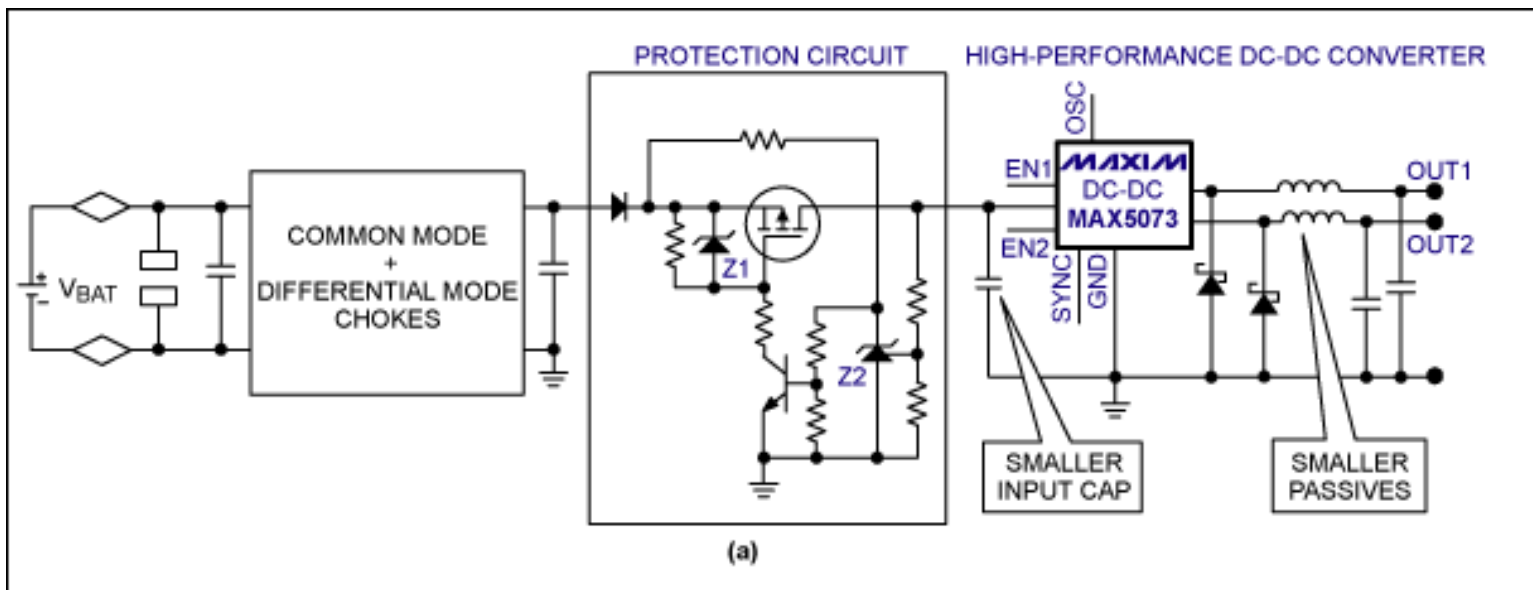 PROTECTION CIRCUIT
HIGH-PERFORMANCE DC-DC CONVERTER
OSC
EN1
MAXIM
DC-DC
MAX5073
EN2
SYNC
GND
OUT1
OUT2
VBAT
+
-
COMMON MODE
+
DIFFERENTIAL MODE
CHOKES
Z1
Z2
SMALLER
INPUT CAP
SMALLER
PASSIVES
(a)